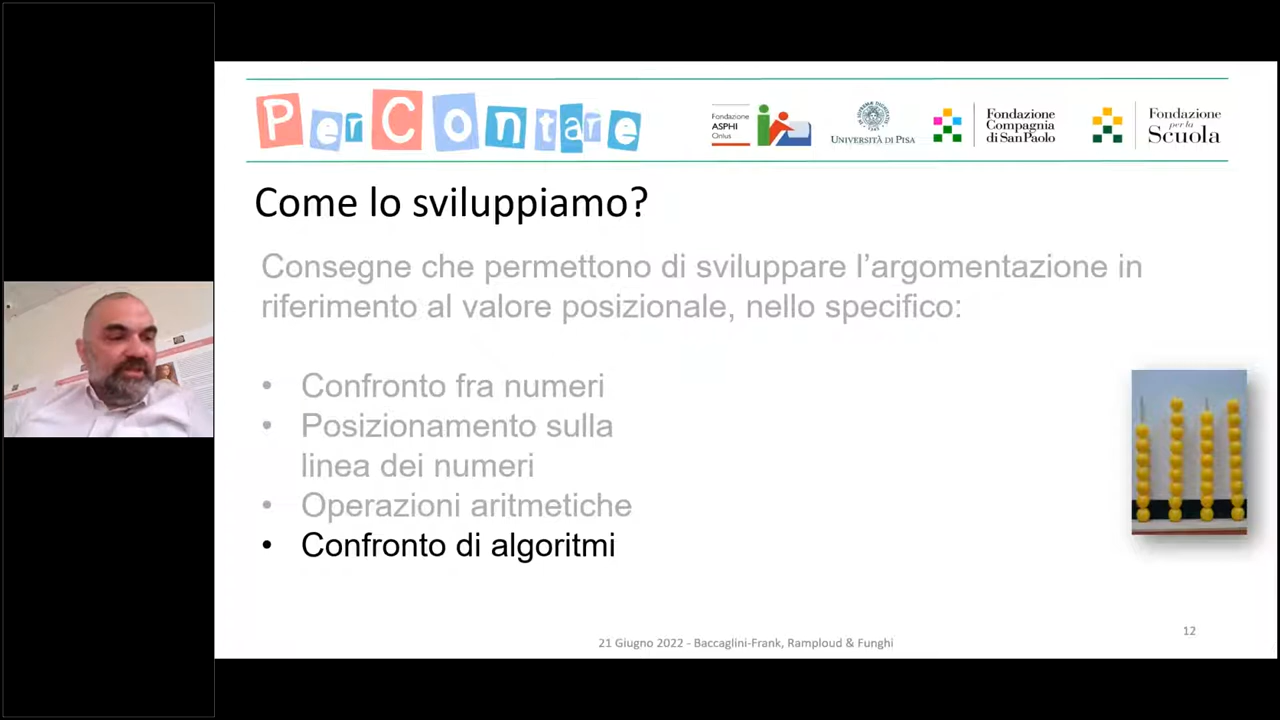 PerContare
Fondazione
ASPHI
Onlus
UNIVERSITÀ DI PISA
Fondazione
Compagnia
di San Paolo
Fondazione
per la
Scuola
Come lo sviluppiamo?
Consegne che permettono di sviluppare l’argomentazione in
riferimento al valore posizionale, nello specifico:
• Confronto fra numeri
• Posizionamento sulla
linea dei numeri
• Operazioni aritmetiche
• Confronto di algoritmi
21 Giugno 2022 - Baccaglini-Frank, Ramploud & Funghi
12